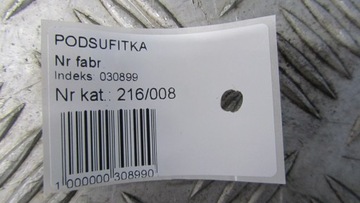 PODSUFITKA
Nr fabr
Indeks 030899
Nr kat.: 216/008
1 000000 308990